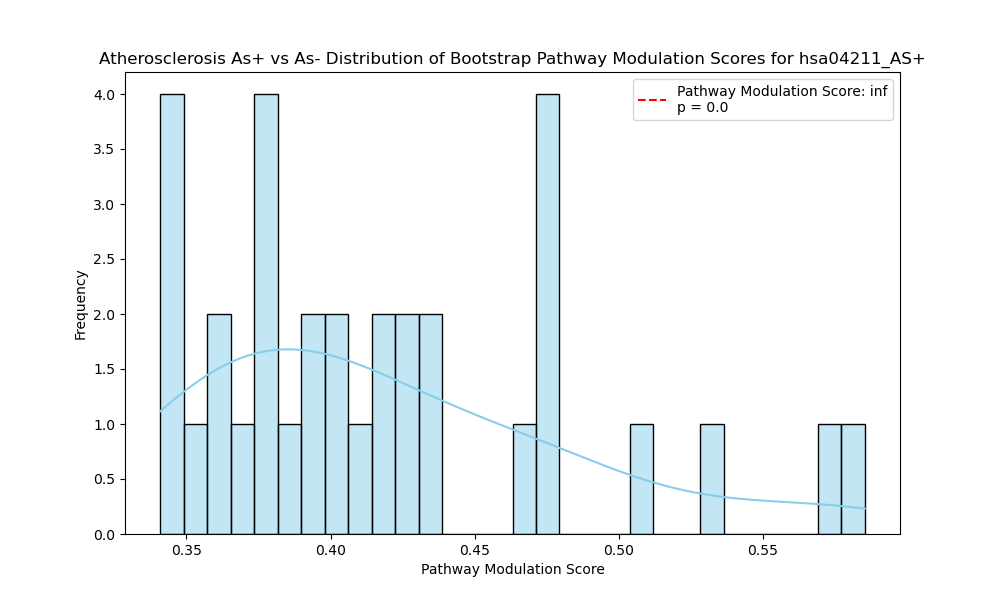 Atherosclerosis As+ vs As- Distribution of Bootstrap Pathway Modulation Scores for hsa04211_AS+
Pathway Modulation Score: inf
p = 0.0
4.0
3.5
3.0
2.5
2.0
1.5
1.0
0.5
0.0
Frequency
0.35 0.40 0.45 0.50 0.55
Pathway Modulation Score